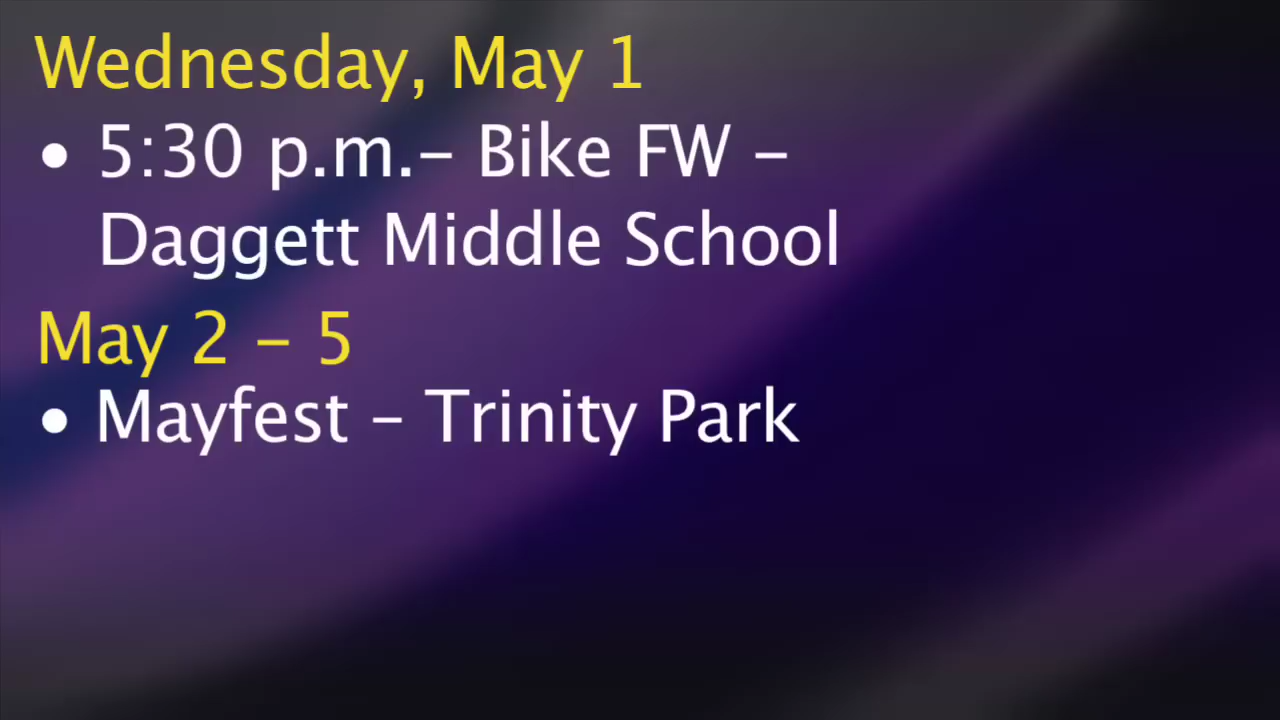 Wednesday, May 1
• 5:30 p.m.– Bike FW –
Daggett Middle School
May 2 – 5
• Mayfest – Trinity Park